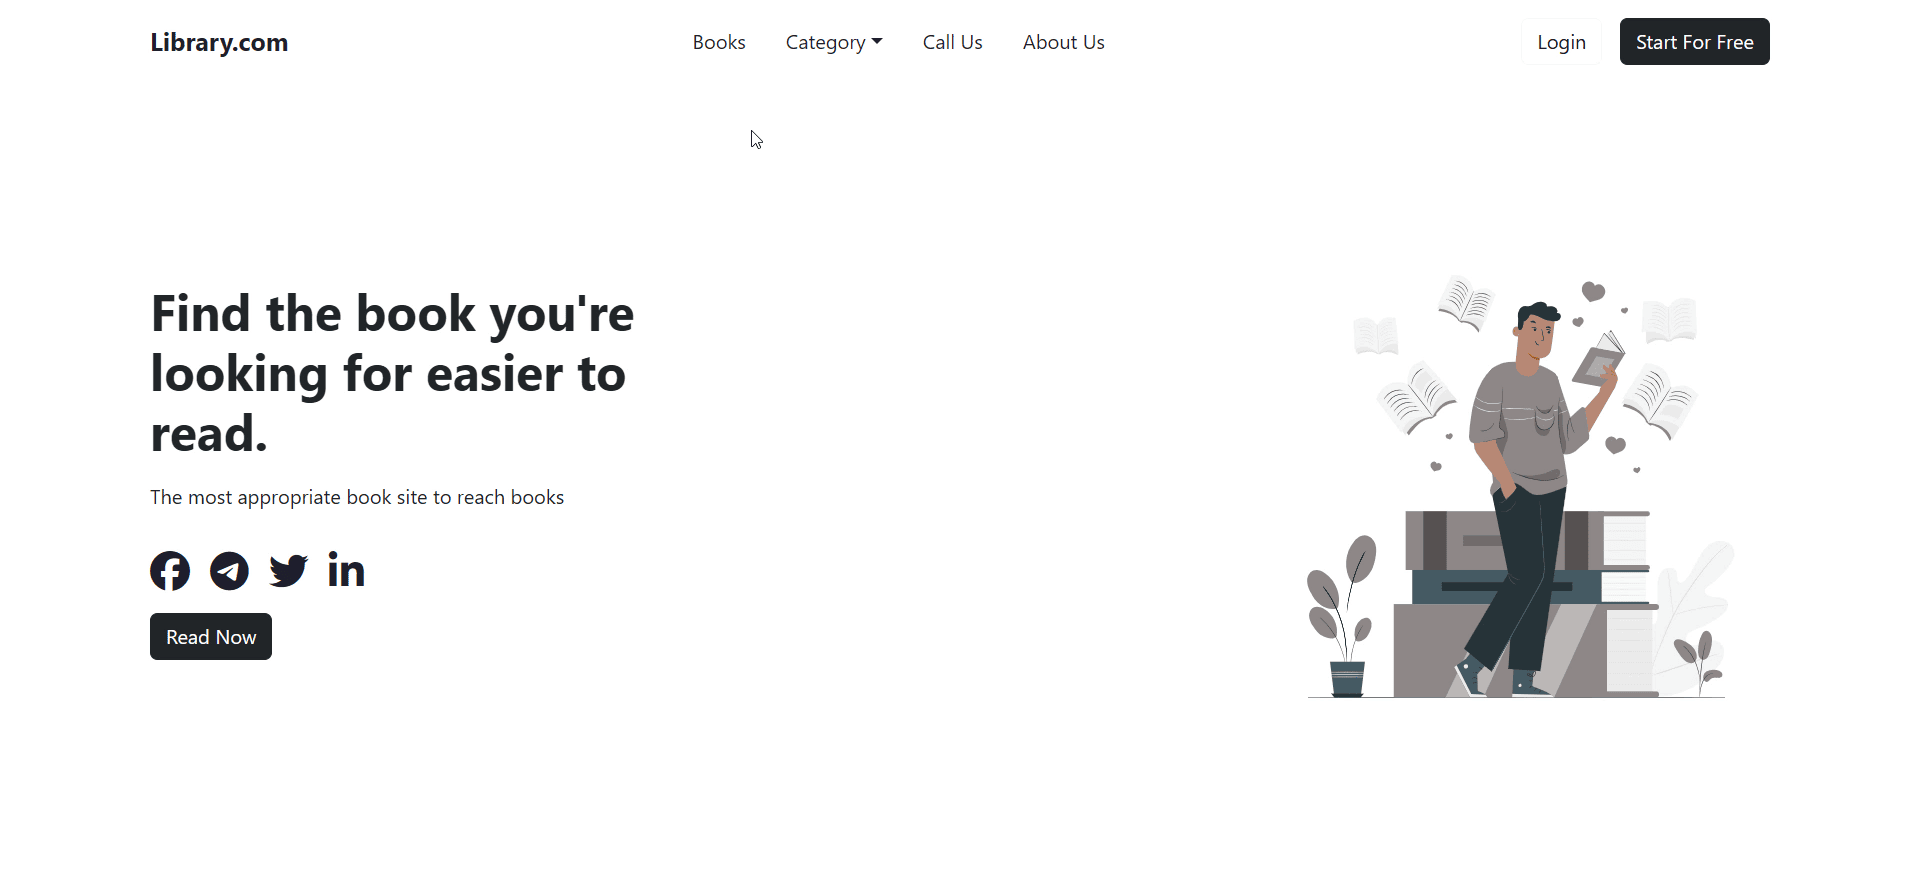 Library.com
Books
Category
Call Us
About Us
Login
Start For Free
Find the book you're
looking for easier to
read.
The most appropriate book site to reach books
in
Read Now